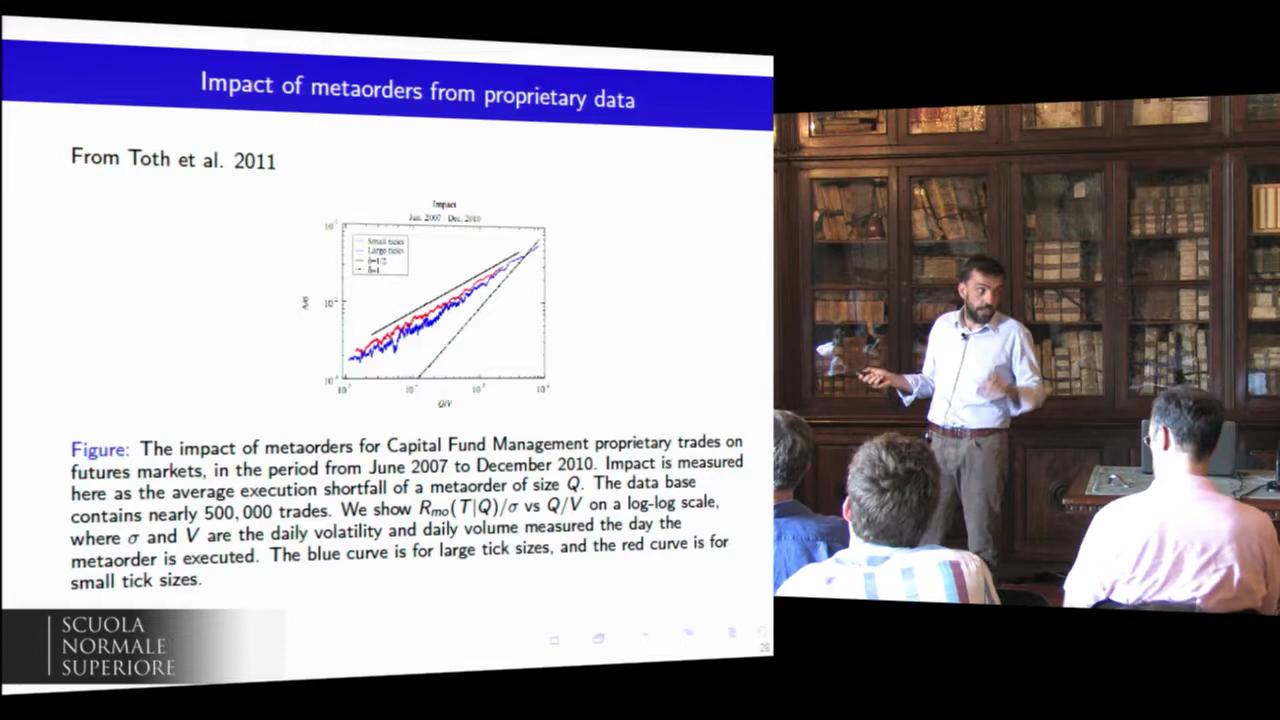 Impact of metaorders from proprietary data
From Toth et al. 2011
Impact
Jun. 2007 Dec. 2010
Small ticks
Large ticks
δ=1/2
δ=1
Q/V
Figure: The impact of metaorders for Capital Fund Management proprietary trades on
futures markets, in the period from June 2007 to December 2010. Impact is measured
here as the average execution shortfall of a metaorder of size Q. The data base
contains nearly 500,000 trades. We show Rmo(T|Q)/σ vs Q/V on a log-log scale,
where σ and V are the daily volatility and daily volume measured the day the
metaorder is executed. The blue curve is for large tick sizes, and the red curve is for
small tick sizes.
SCUOLA
NORMALE
SUPERIORE